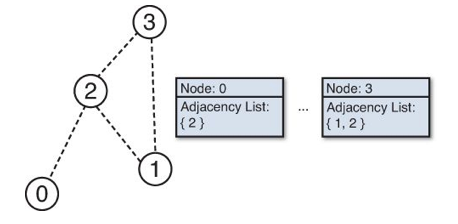 3
2
1
0
Node: 0
Adjacency List:
{ 2 }
...
Node: 3
Adjacency List:
{ 1, 2 }